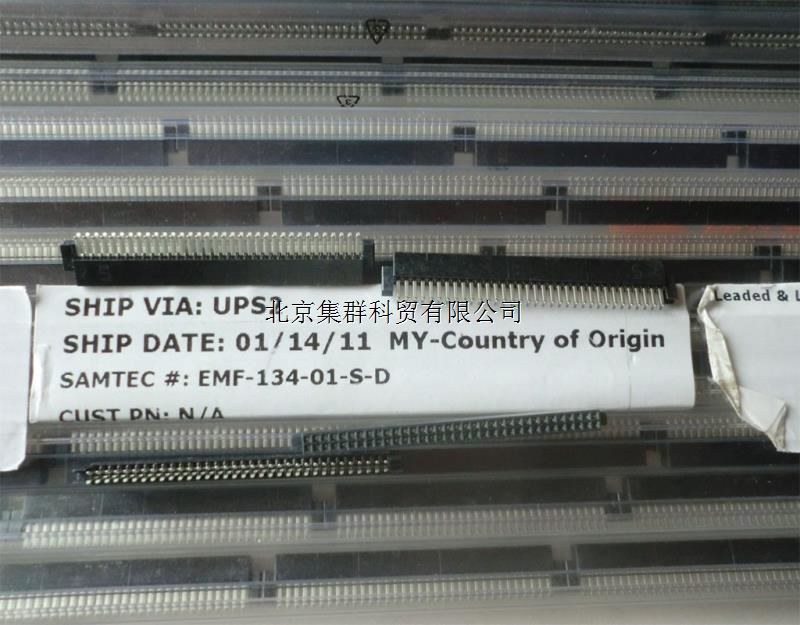 SHIP VIA: UPS
北京集群科贸有限公司
SHIP DATE: 01/14/11 MY-Country of Origin
SAMTEC #: EMF-134-01-S-D
CUST PN: N/A
Leaded & L